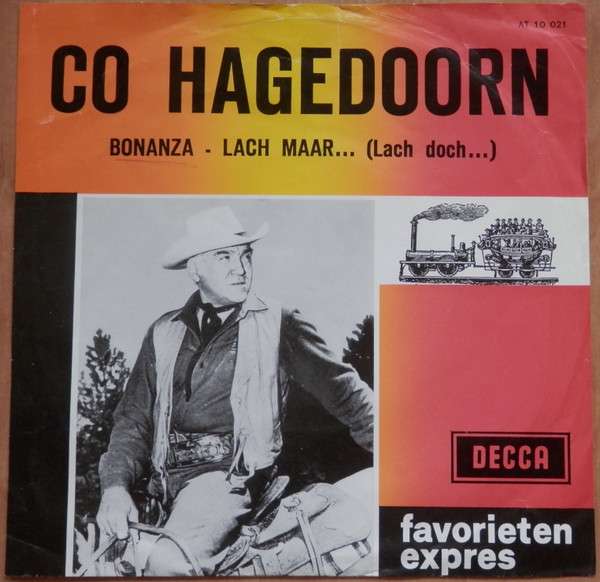 AT 10 021
CO HAGEDOORN
BONANZA - LACH MAAR... (Lach doch...)
DECCA
favorieten
expres